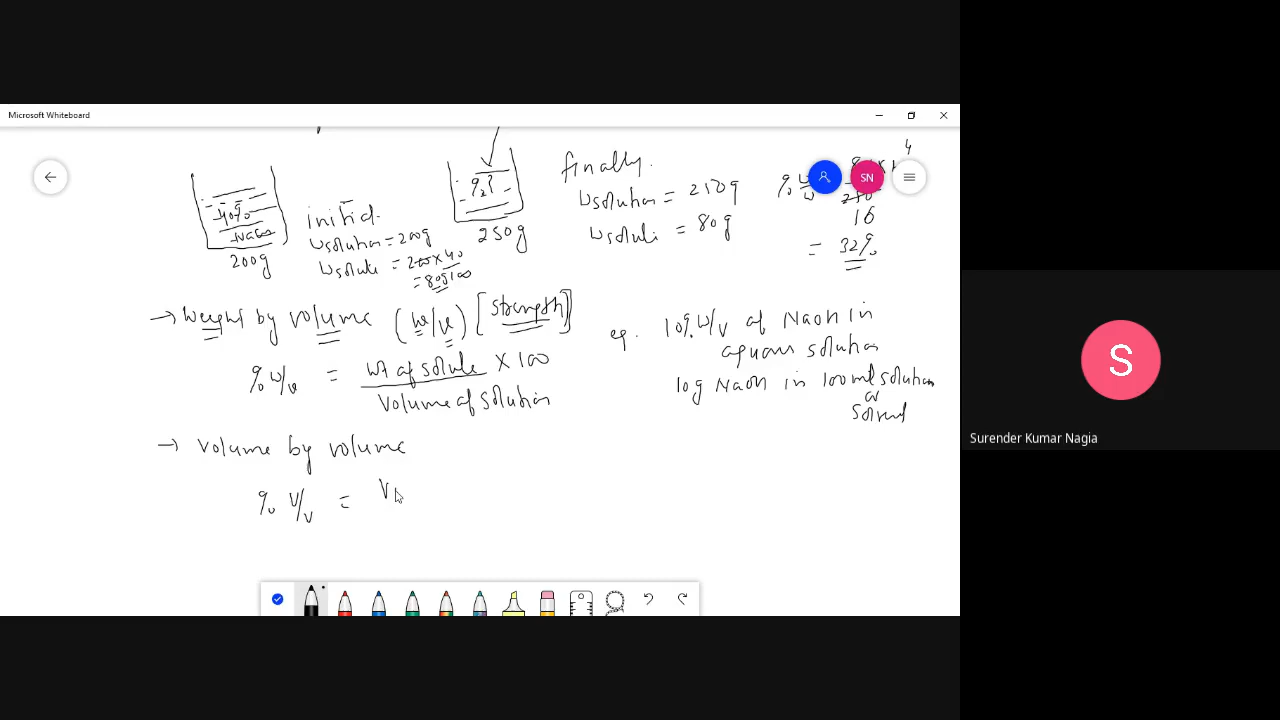 Microsoft Whiteboard
40%
200g
initial.
Wsolution = 200g
Wsolute = 200 × 40
= 80g 100
%?
250g
finally.
Wsolution = 250g
Wsolute = 80g
% w/w
4
250
16
= 32%
SN
→ Weight by volume (w/v) [Strength]
% w/v = wt of solute × 100
Volume of solution
eg. 10% w/v of NaOH in
aqueous solution
10g NaOH in 100ml solution
or
Solvent
→ Volume by volume
% v/v = V
S
Surender Kumar Nagia